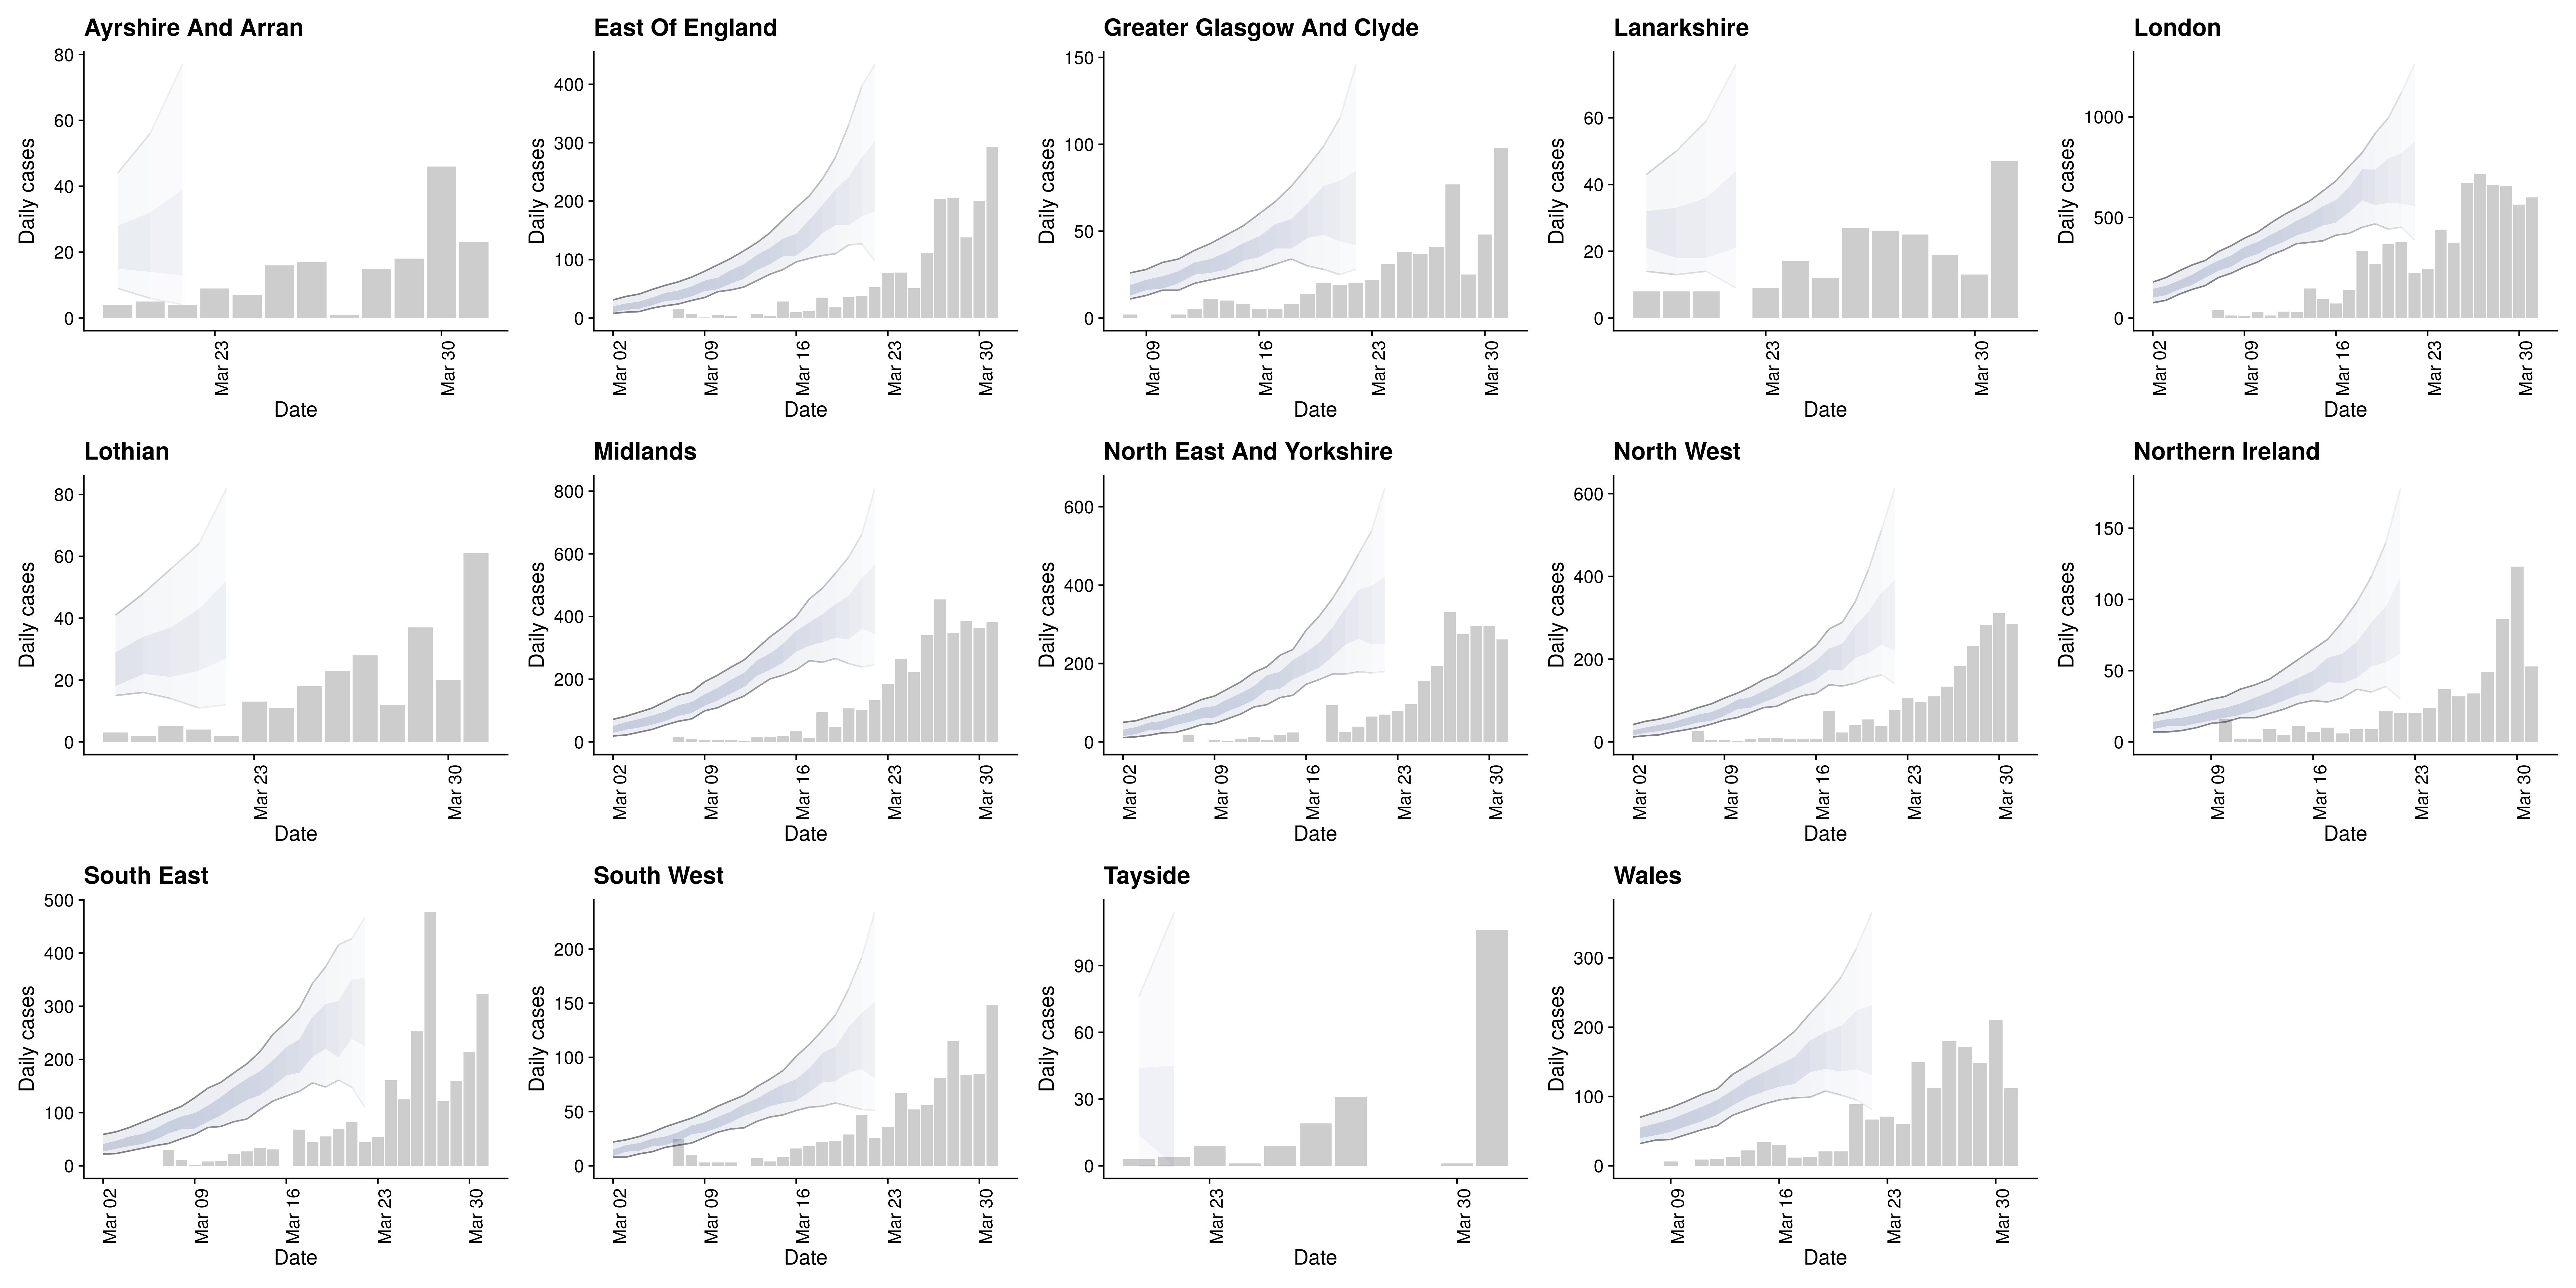 Ayrshire And Arran
Daily cases
80
60
40
20
0
Mar 23
Mar 30
Date
East Of England
Daily cases
400
300
200
100
0
Mar 02
Mar 09
Mar 16
Mar 23
Mar 30
Date
Greater Glasgow And Clyde
Daily cases
150
100
50
0
Mar 09
Mar 16
Mar 23
Mar 30
Date
Lanarkshire
Daily cases
60
40
20
0
Mar 23
Mar 30
Date
London
Daily cases
1000
500
0
Mar 02
Mar 09
Mar 16
Mar 23
Mar 30
Date
Lothian
Daily cases
80
60
40
20
0
Mar 23
Mar 30
Date
Midlands
Daily cases
800
600
400
200
0
Mar 02
Mar 09
Mar 16
Mar 23
Mar 30
Date
North East And Yorkshire
Daily cases
600
400
200
0
Mar 02
Mar 09
Mar 16
Mar 23
Mar 30
Date
North West
Daily cases
600
400
200
0
Mar 02
Mar 09
Mar 16
Mar 23
Mar 30
Date
Northern Ireland
Daily cases
150
100
50
0
Mar 09
Mar 16
Mar 23
Mar 30
Date
South East
Daily cases
500
400
300
200
100
0
Mar 02
Mar 09
Mar 16
Mar 23
Mar 30
Date
South West
Daily cases
200
150
100
50
0
Mar 02
Mar 09
Mar 16
Mar 23
Mar 30
Date
Tayside
Daily cases
90
60
30
0
Mar 23
Mar 30
Date
Wales
Daily cases
300
200
100
0
Mar 09
Mar 16
Mar 23
Mar 30
Date